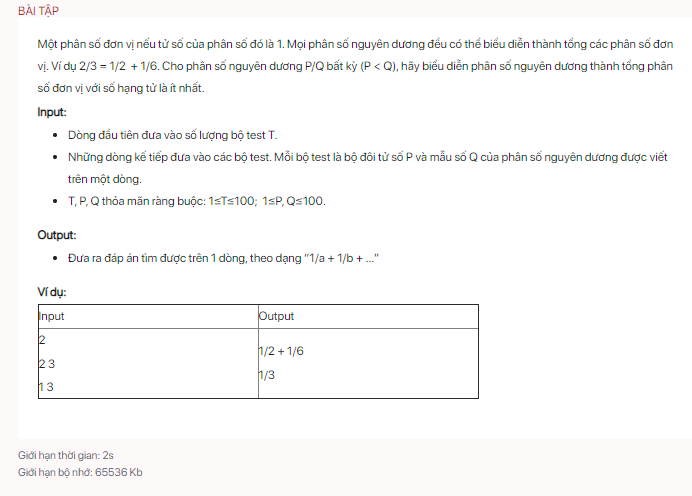 BÀI TẬP
Một phân số đơn vị nếu tử số của phân số đó là 1. Mọi phân số nguyên dương đều có thể biểu diễn thành tổng các phân số đơn
vị. Ví dụ 2/3 = 1/2 + 1/6. Cho phân số nguyên dương P/Q bất kỳ (P < Q), hãy biểu diễn phân số nguyên dương thành tổng phân
số đơn vị với số hạng tử là ít nhất.
Input:
• Dòng đầu tiên đưa vào số lượng bộ test T.
• Những dòng kế tiếp đưa vào các bộ test. Mỗi bộ test là bộ đôi tử số P và mẫu số Q của phân số nguyên dương được viết
trên một dòng.
• T, P, Q thỏa mãn ràng buộc: 1≤T≤100; 1≤P, Q≤100.
Output:
• Đưa ra đáp án tìm được trên 1 dòng, theo dạng "1/a + 1/b + ..."
Ví dụ:
Input Output
2
2 3
1 3
1/2 + 1/6
1/3
Giới hạn thời gian: 2s
Giới hạn bộ nhớ: 65536 Kb